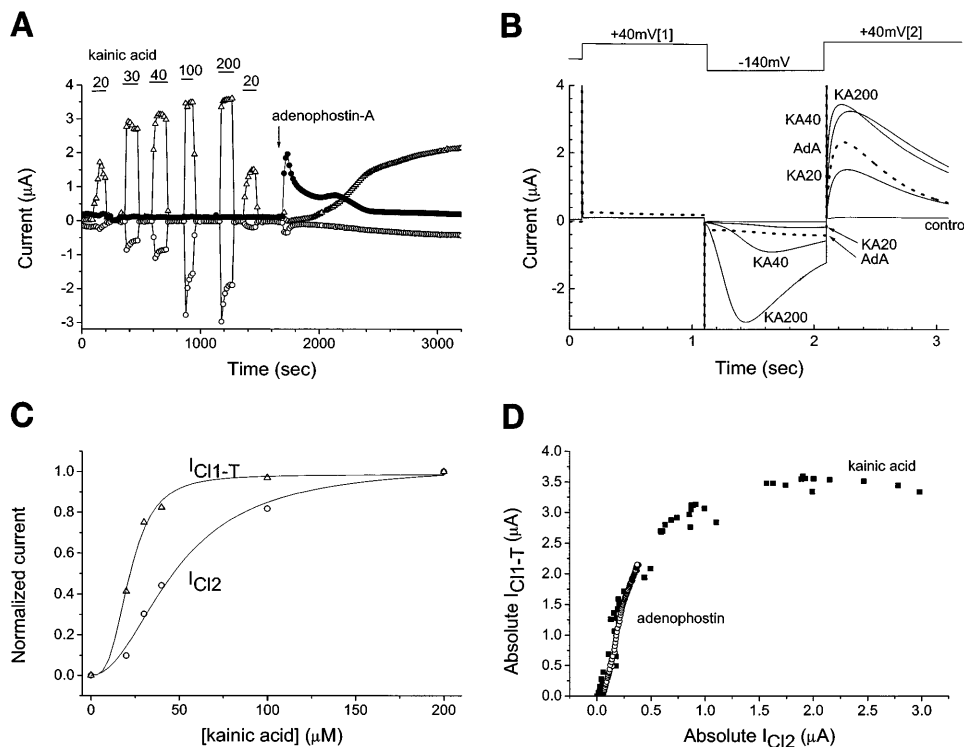 A
kainic acid
20
30
40
100
200
20
adenophostin-A
4
3
2
1
0
-1
-2
-3
Current (μA)
0
1000
2000
3000
Time (sec)
B
+40mV[1]
-140mV
+40mV[2]
4
2
0
-2
Current (μA)
KA200
KA40
AdA
KA20
control
KA20
AdA
KA40
KA200
0
1
2
3
Time (sec)
C
1.0
0.8
0.6
0.4
0.2
0.0
Normalized current
ICl1-T
ICl2
0
50
100
150
200
[kainic acid] (μM)
D
4.0
3.5
3.0
2.5
2.0
1.5
1.0
0.5
0.0
Absolute ICl1-T (μA)
kainic acid
adenophostin
0.0
0.5
1.0
1.5
2.0
2.5
3.0
Absolute ICl2 (μA)